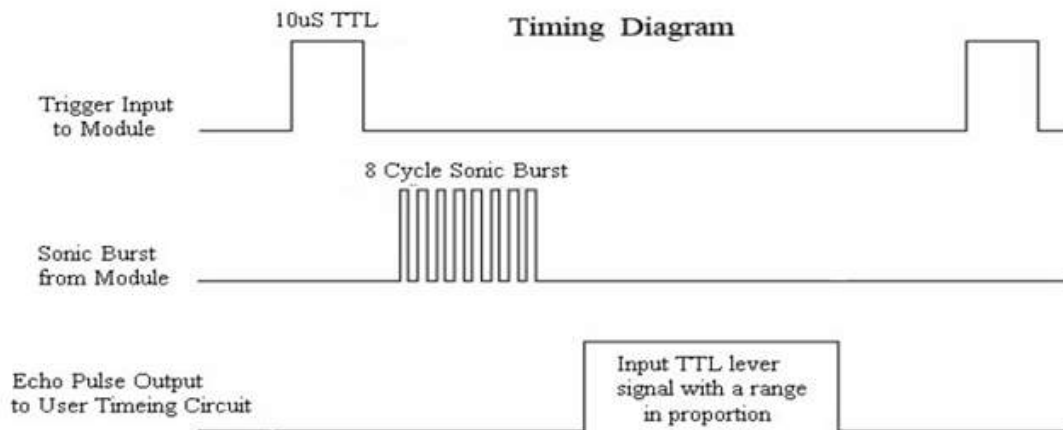 10uS TTL
Timing Diagram
Trigger Input
to Module
8 Cycle Sonic Burst
Sonic Burst
from Module
Echo Pulse Output
to User Timeing Circuit
Input TTL lever
signal with a range
in proportion